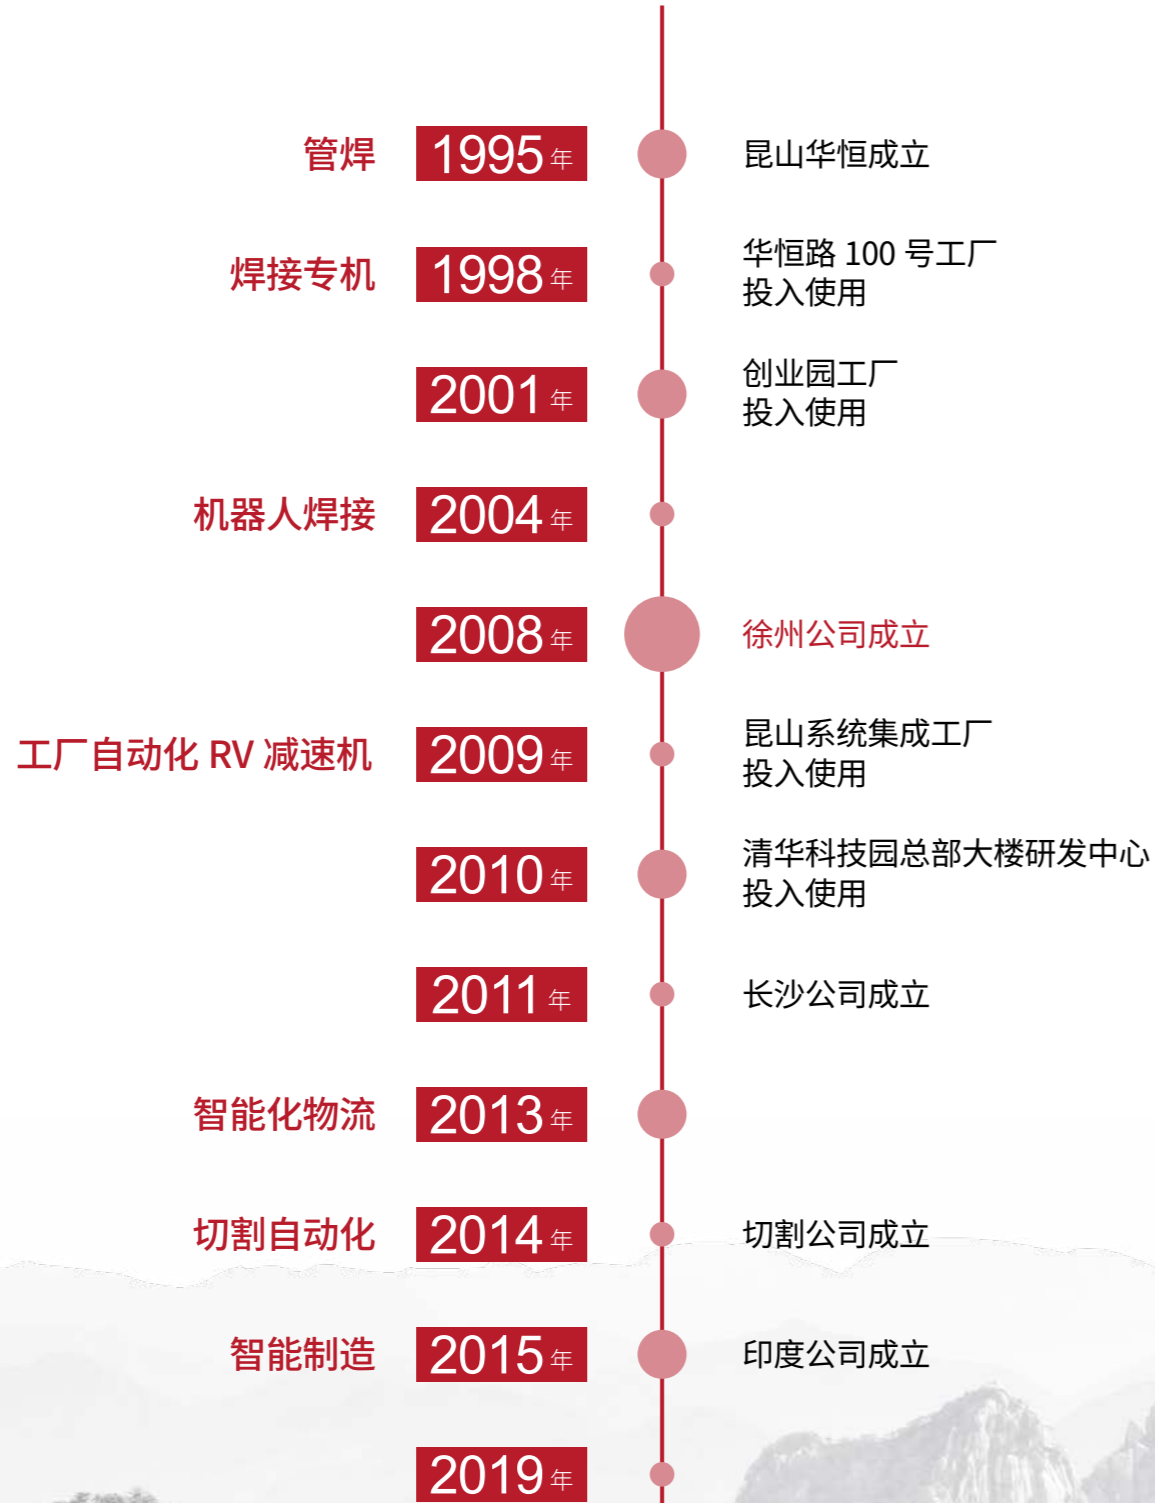 管焊 1995年 昆山华恒成立
焊接专机 1998年 华恒路 100 号工厂
投入使用
2001年 创业园工厂
投入使用
机器人焊接 2004年
2008年 徐州公司成立
工厂自动化 RV 减速机 2009年 昆山系统集成工厂
投入使用
2010年 清华科技园总部大楼研发中心
投入使用
2011年 长沙公司成立
智能化物流 2013年
切割自动化 2014年 切割公司成立
智能制造 2015年 印度公司成立
2019年